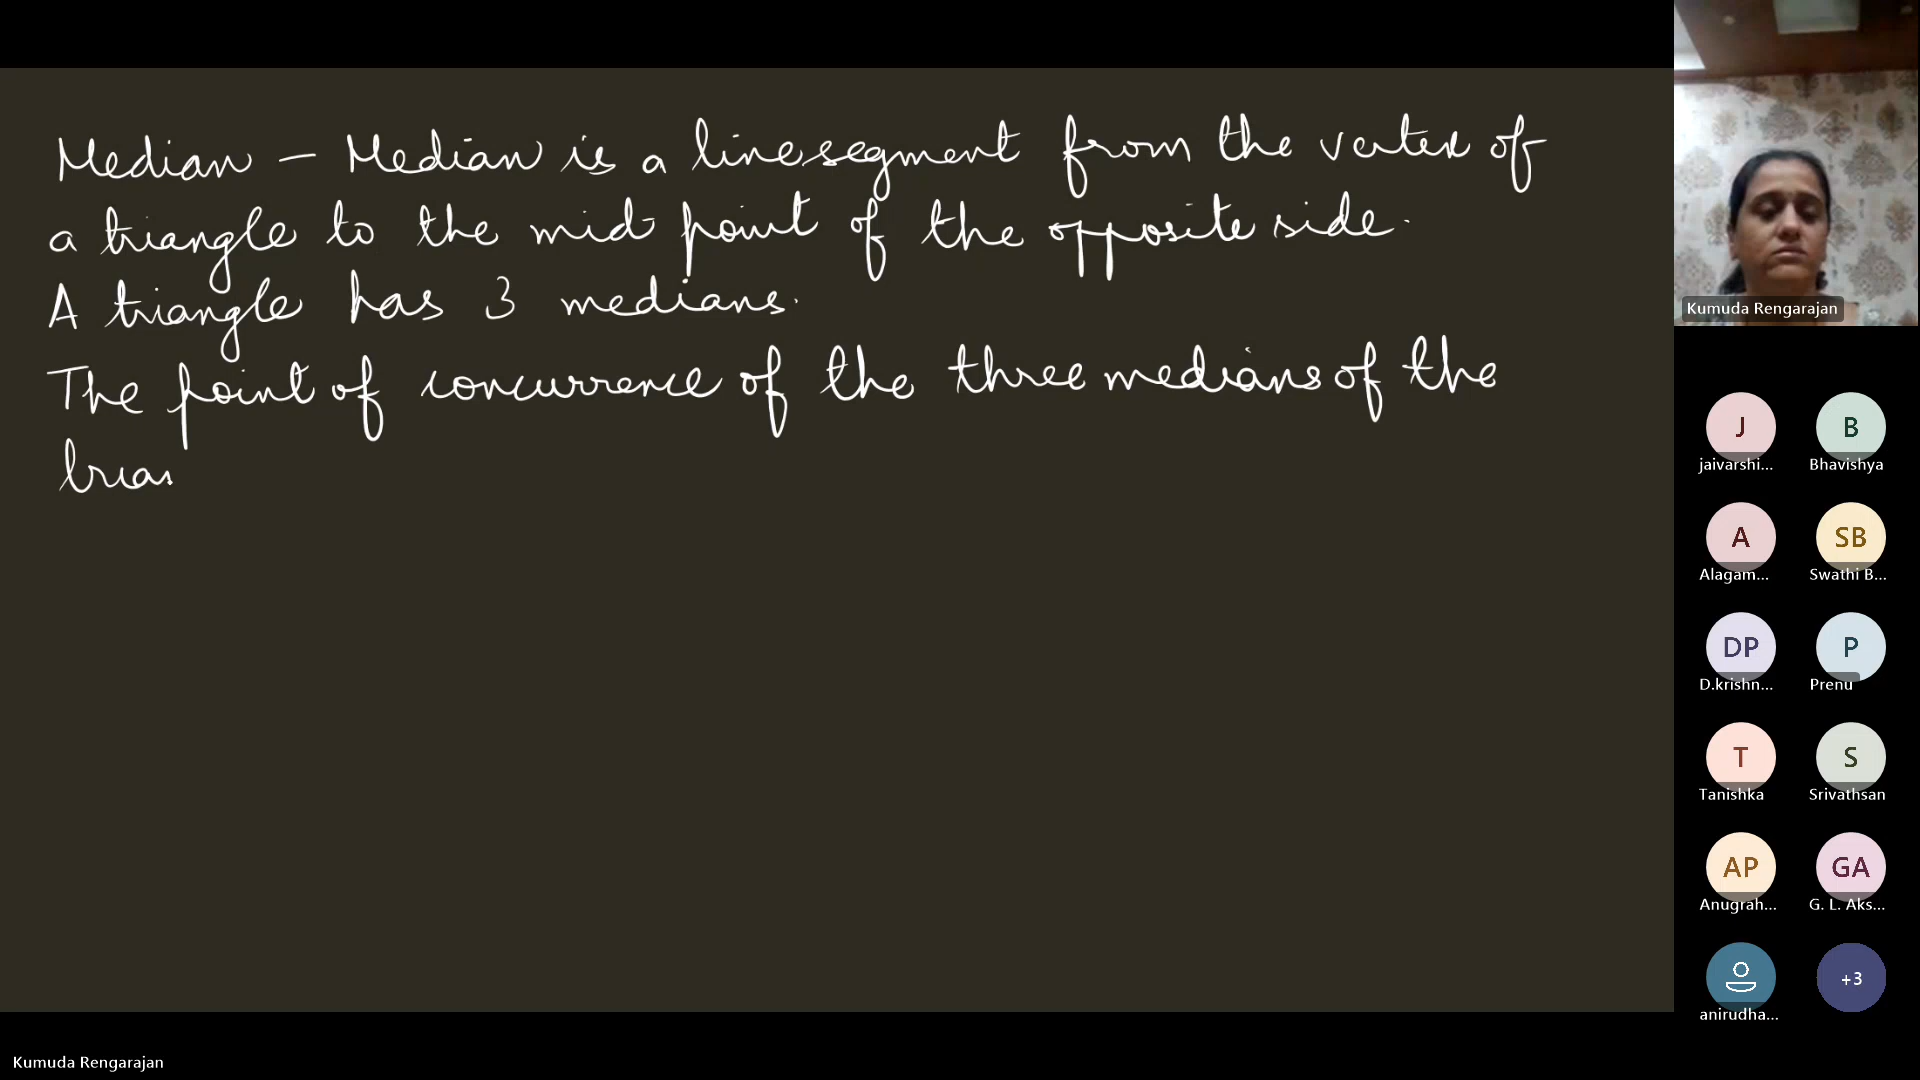 Median – Median is a linesegment from the vertex of
a triangle to the mid-point of the opposite side.
A triangle has 3 medians.
The point of concurrence of the three medians of the
trian
Kumuda Rengarajan
J
jaivarshi...
B
Bhavishya
A
Alagam...
SB
Swathi B...
DP
D.krishn...
P
Prenu
T
Tanishka
S
Srivathsan
AP
Anugrah...
GA
G. L. Aks...
anirudha...
+3
Kumuda Rengarajan